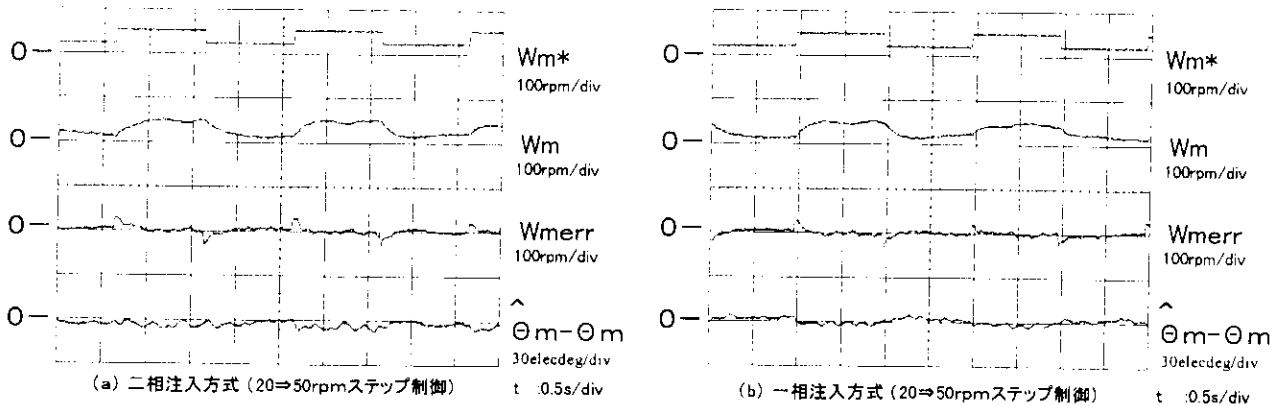 0
Wm*
100rpm/div
0
Wm
100rpm/div
0
Wmerr
100rpm/div
0
^
Θm-Θm
30elecdeg/div
(a) 二相注入方式 (20⇒50rpmステップ制御)
t :0.5s/div
0
Wm*
100rpm/div
0
Wm
100rpm/div
0
Wmerr
100rpm/div
0
^
Θm-Θm
30elecdeg/div
(b) 一相注入方式 (20⇒50rpmステップ制御)
t :0.5s/div